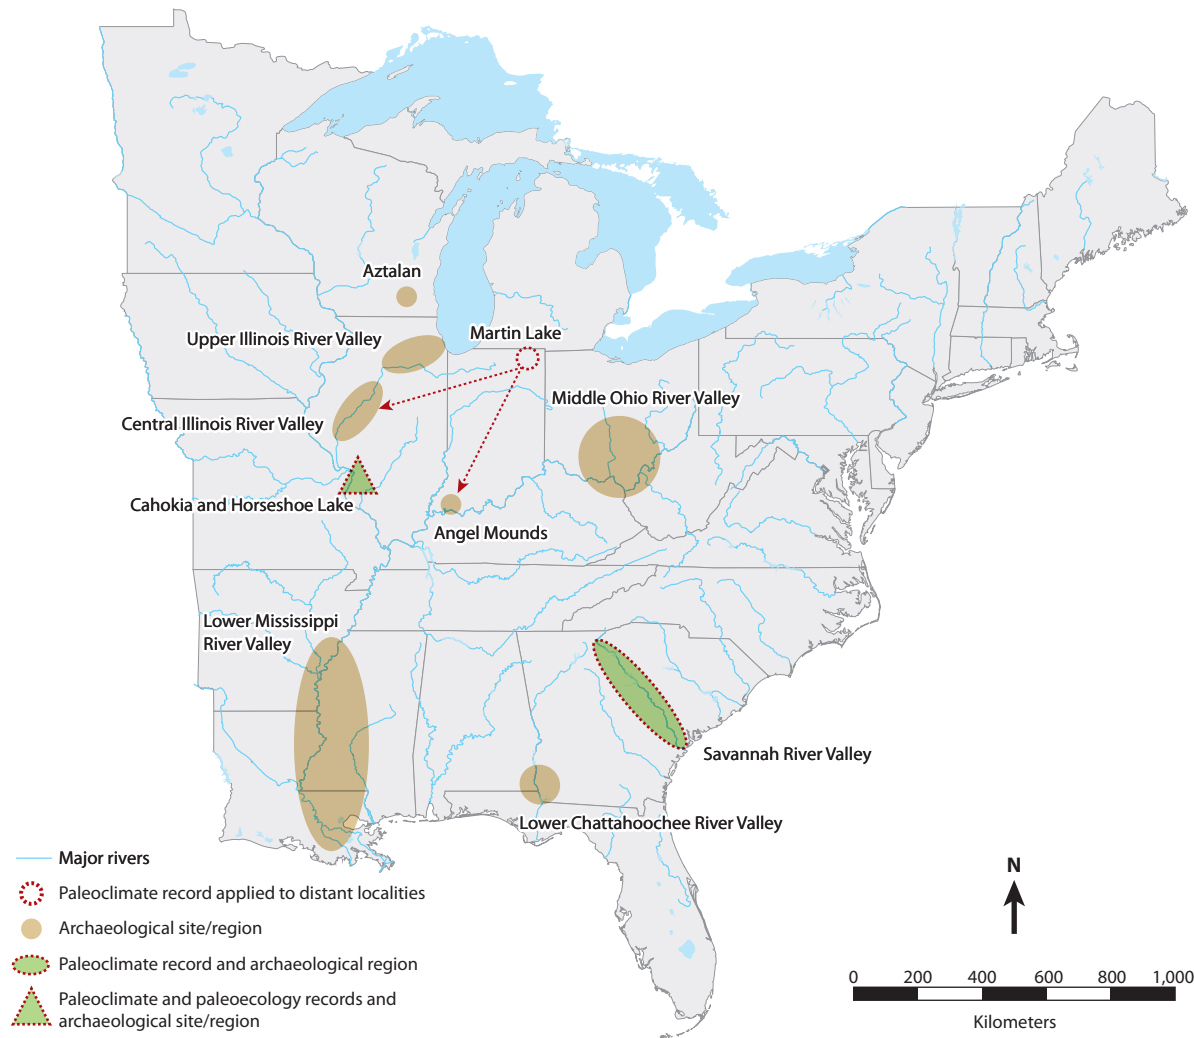 Aztalan
Upper Illinois River Valley
Martin Lake
Middle Ohio River Valley
Central Illinois River Valley
Cahokia and Horseshoe Lake
Angel Mounds
Lower Mississippi
River Valley
Savannah River Valley
Lower Chattahoochee River Valley
Major rivers
Paleoclimate record applied to distant localities
Archaeological site/region
Paleoclimate record and archaeological region
Paleoclimate and paleoecology records and
archaeological site/region
N
0 200 400 600 800 1,000
Kilometers